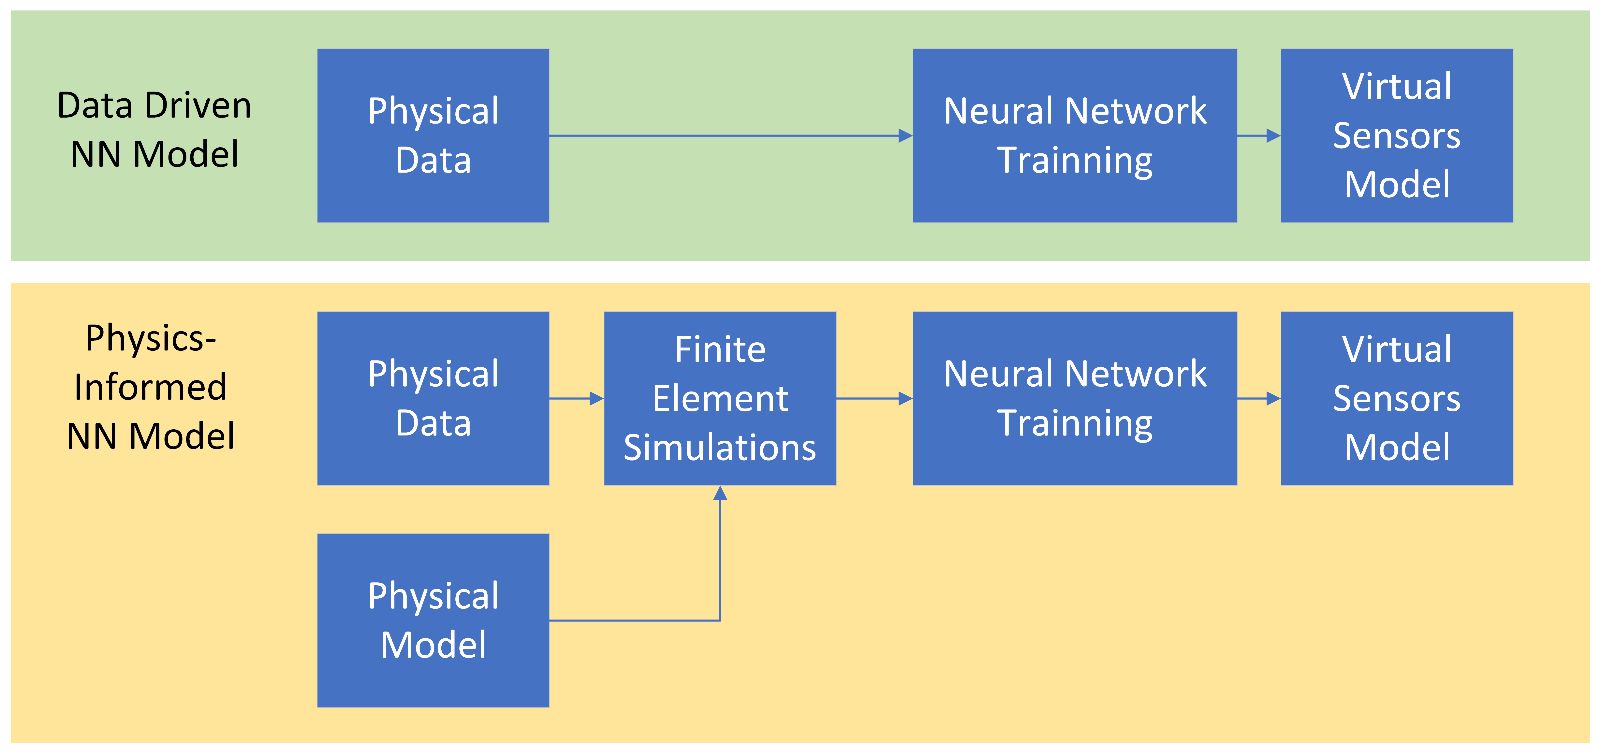 Data Driven
NN Model
Physical
Data
Neural Network
Trainning
Virtual
Sensors
Model
Physics-
Informed
NN Model
Physical
Data
Finite
Element
Simulations
Neural Network
Trainning
Virtual
Sensors
Model
Physical
Model